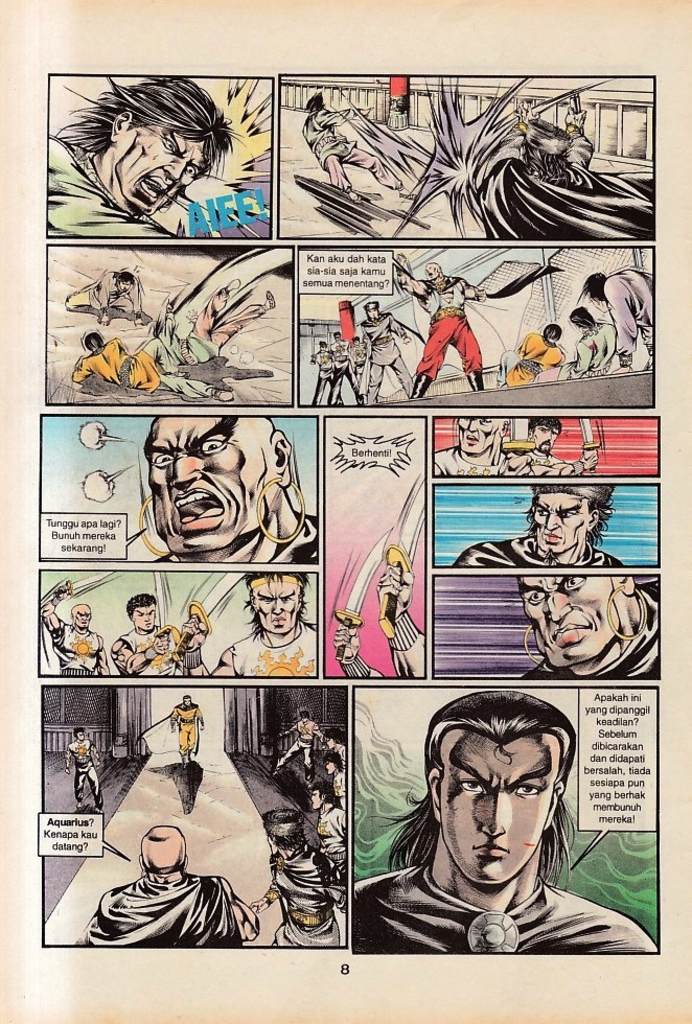 AIEE!
Kan aku dah kata
sia-sia saja kamu
semua menentang?
Tunggu apa lagi?
Bunuh mereka
sekarang!
Berhenti!
Aquarius?
Kenapa kau
datang?
Apakah ini
yang dipanggil
keadilan?
Sebelum
dibicarakan
dan didapati
bersalah, tiada
sesiapa pun
yang berhak
membunuh
mereka!
8